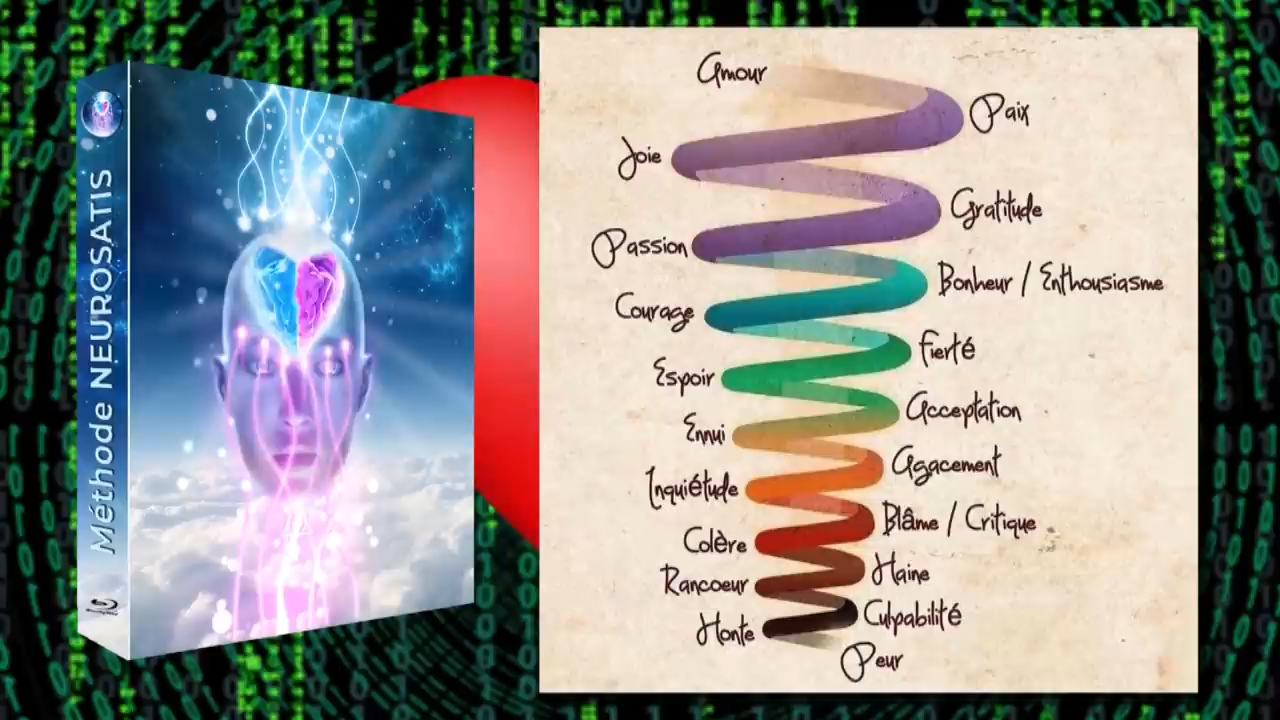 Méthode NEUROSATIS
Amour
Paix
Joie
Gratitude
Passion
Bonheur / Enthousiasme
Courage
Fierté
Espoir
Acceptation
Ennui
Agacement
Inquiétude
Blâme / Critique
Colère
Haine
Rancoeur
Culpabilité
Honte
Peur